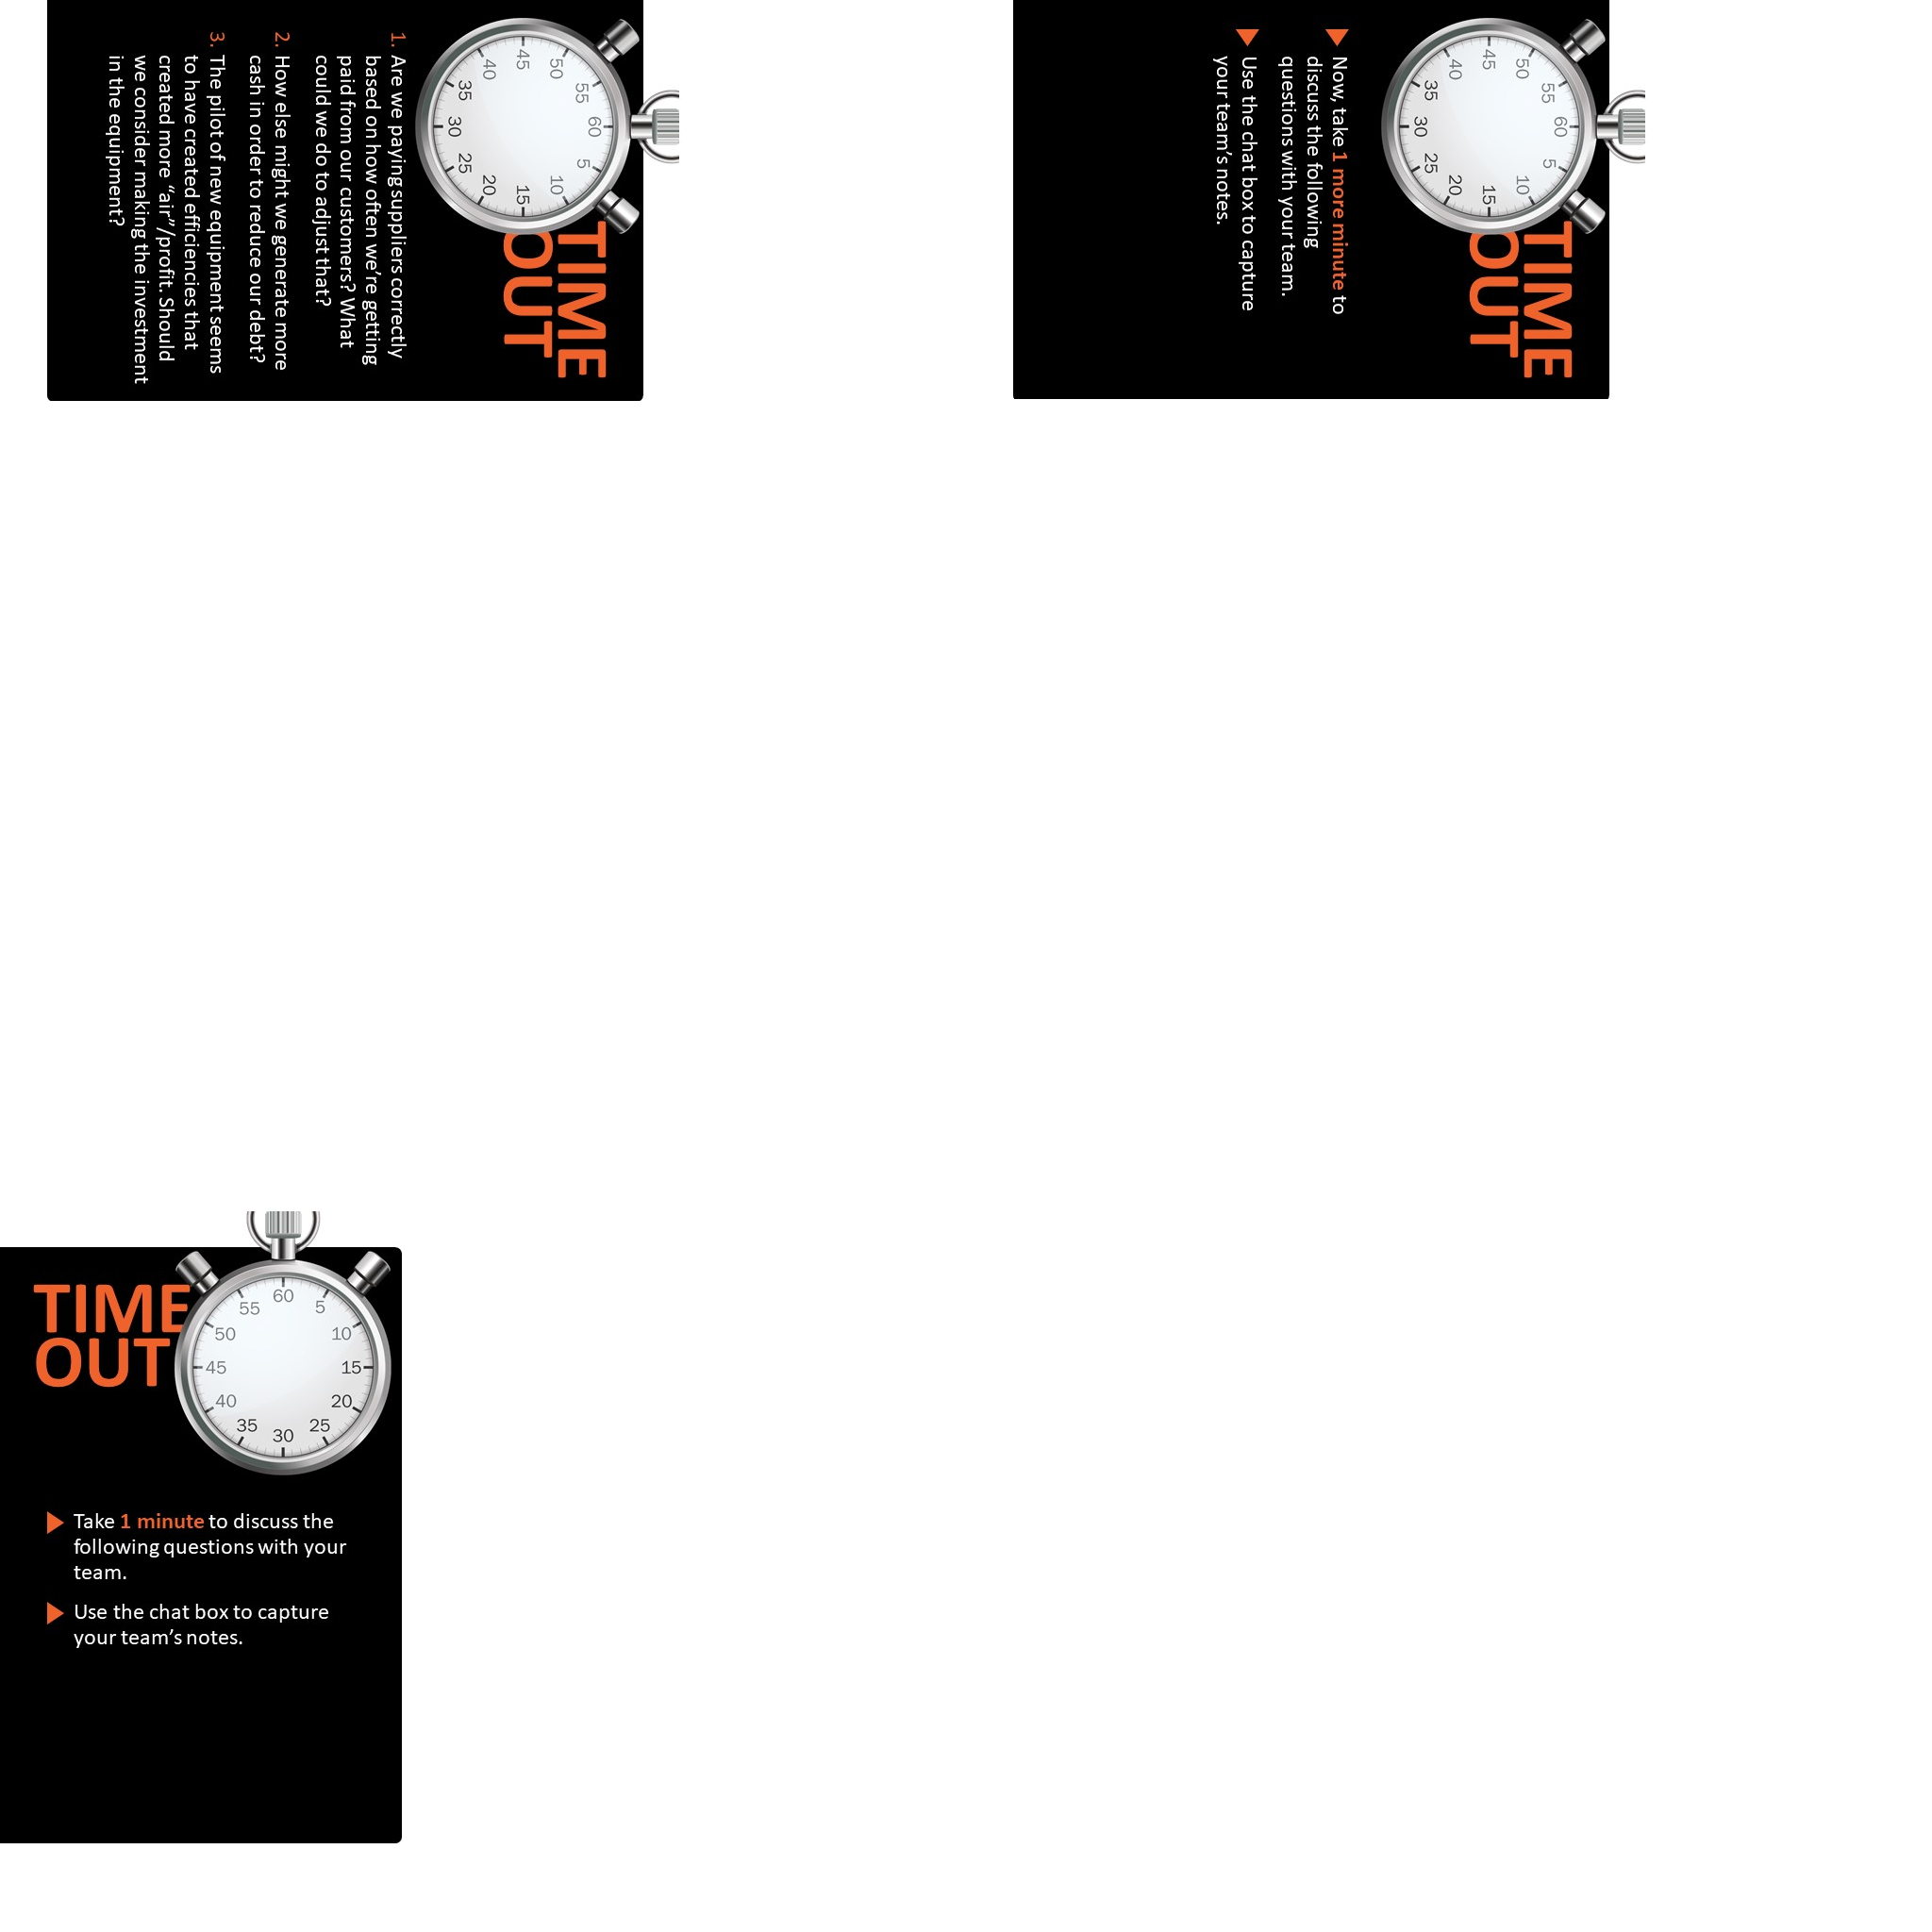 TIME
OUT
60
5
10
15
20
25
30
35
40
45
50
55
1. Are we paying suppliers correctly
based on how often we’re getting
paid from our customers? What
could we do to adjust that?
2. How else might we generate more
cash in order to reduce our debt?
3. The pilot of new equipment seems
to have created efficiencies that
created more “air”/profit. Should
we consider making the investment
in the equipment?
TIME
OUT
60
5
10
15
20
25
30
35
40
45
50
55
Now, take 1 more minute to
discuss the following
questions with your team.
Use the chat box to capture
your team’s notes.
TIME
OUT
60
5
10
15
20
25
30
35
40
45
50
55
Take 1 minute to discuss the
following questions with your
team.
Use the chat box to capture
your team’s notes.